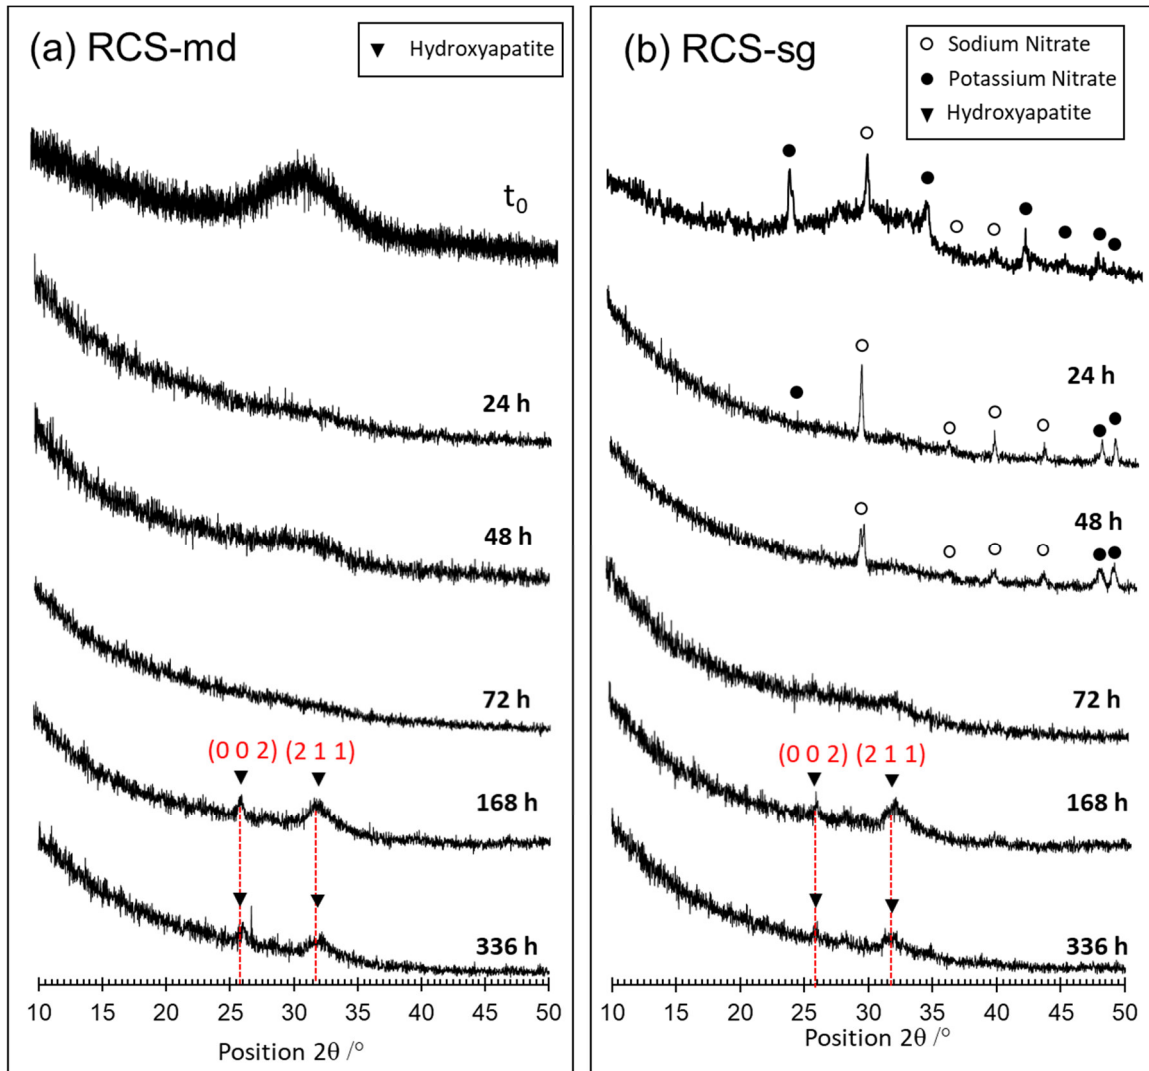 (a) RCS-md
▼ Hydroxyapatite
t0
24 h
48 h
72 h
(0 0 2) (2 1 1)
168 h
336 h
10 15 20 25 30 35 40 45 50
Position 2θ /°
(b) RCS-sg
○ Sodium Nitrate
● Potassium Nitrate
▼ Hydroxyapatite
24 h
48 h
72 h
(0 0 2) (2 1 1)
168 h
336 h
10 15 20 25 30 35 40 45 50
Position 2θ /°